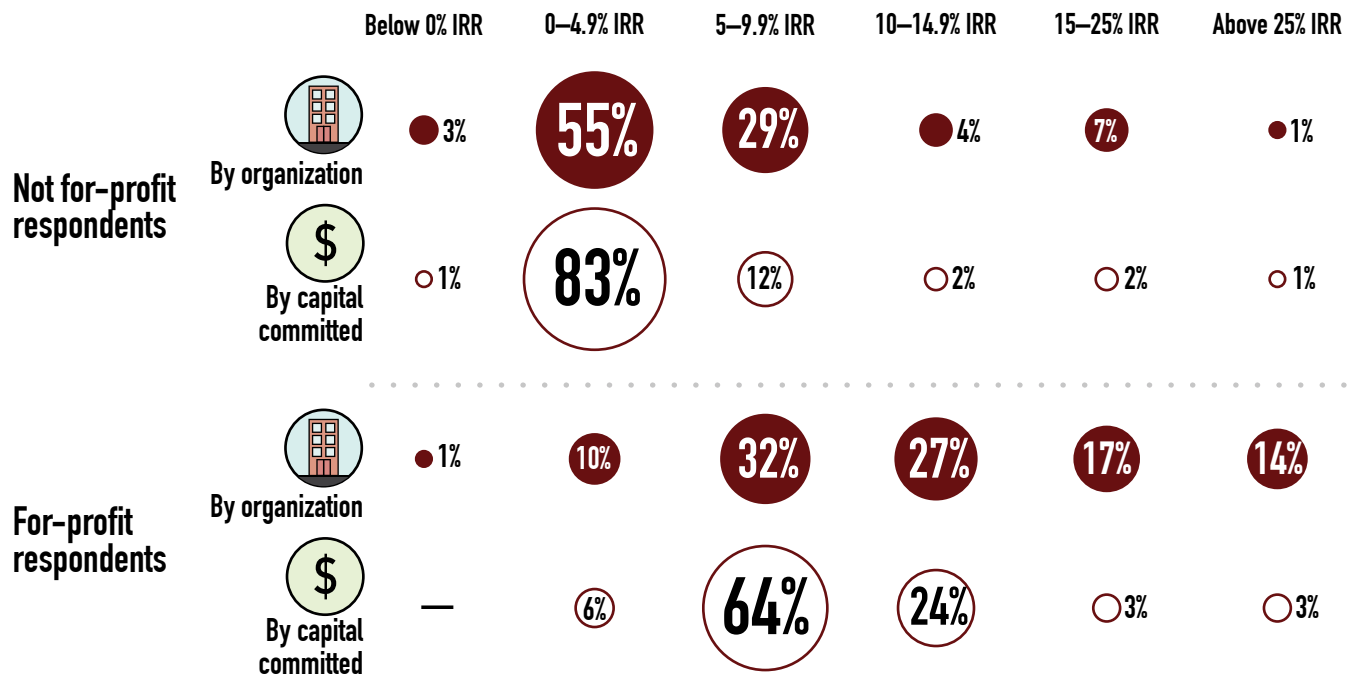 Below 0% IRR 0–4.9% IRR 5–9.9% IRR 10–14.9% IRR 15–25% IRR Above 25% IRR
Not for-profit
respondents
By organization
3% 55% 29% 4% 7% 1%
$
By capital
committed
1% 83% 12% 2% 2% 1%
For-profit
respondents
By organization
1% 10% 32% 27% 17% 14%
$
By capital
committed
— 6% 64% 24% 3% 3%